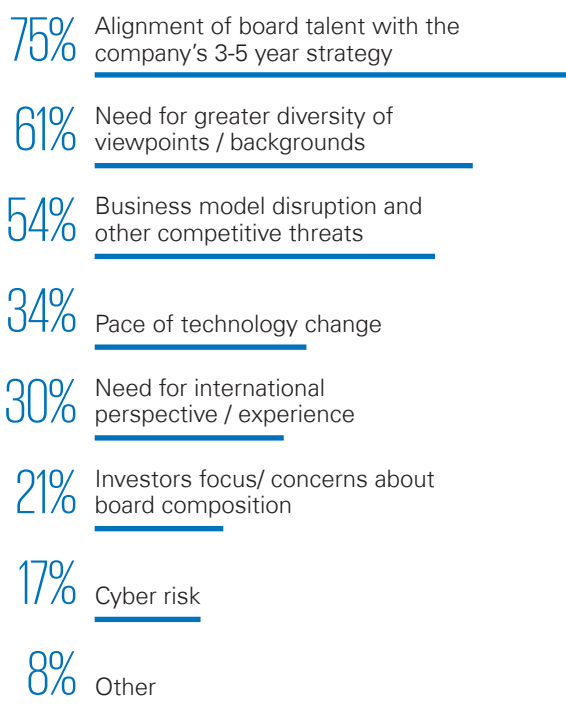 75% Alignment of board talent with the
company's 3-5 year strategy
61% Need for greater diversity of
viewpoints / backgrounds
54% Business model disruption and
other competitive threats
34% Pace of technology change
30% Need for international
perspective / experience
21% Investors focus/ concerns about
board composition
17% Cyber risk
8% Other